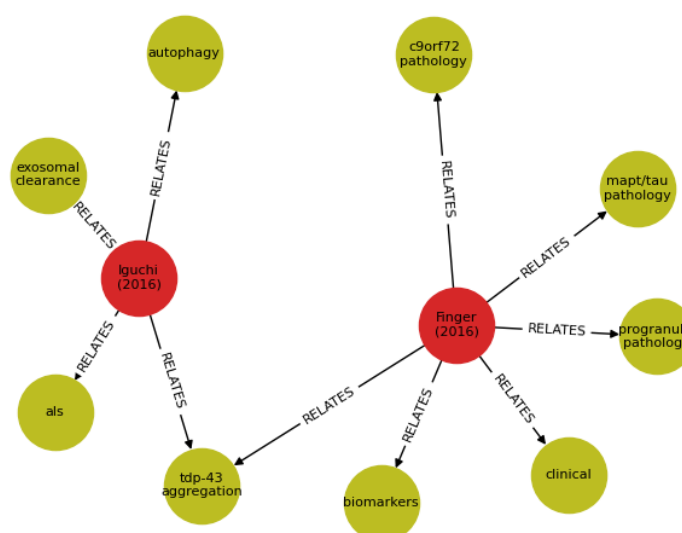 autophagy
c9orf72
pathology
exosomal
clearance
RELATES
RELATES
mapt/tau
pathology
RELATES
RELATES
Iguchi
(2016)
Finger
(2016)
RELATES
RELATES
RELATES
RELATES
als
RELATES
RELATES
RELATES
tdp-43
aggregation
biomarkers
clinical